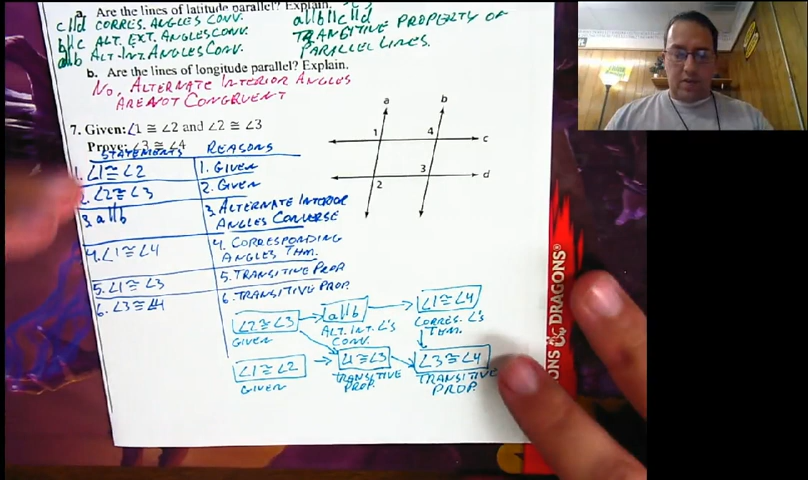 a. Are the lines of latitude parallel? Explain.
c||d CORRES. ANGLES CONV.
b||c ALT. EXT. ANGLES CONV.
a||b ALT. INT. ANGLES CONV.
a||b||c||d
TRANSITIVE PROPERTY OF
PARALLEL LINES.
b. Are the lines of longitude parallel? Explain.
NO, ALTERNATE INTERIOR ANGLES
ARE NOT CONGRUENT
7. Given: ∠1 ≅ ∠2 and ∠2 ≅ ∠3
Prove: ∠3 ≅ ∠4
STATEMENTS REASONS
1. ∠1≅∠2 1. GIVEN
2. ∠2≅∠3 2. GIVEN
3. a||b 3. ALTERNATE INTERIOR
ANGLES CONVERSE
4. ∠1≅∠4 4. CORRESPONDING
ANGLES THM.
5. ∠1≅∠3 5. TRANSITIVE PROP
6. ∠3≅∠4 6. TRANSITIVE PROP.
a b
1 4 c
3 d
2
∠2≅∠3
GIVEN
a||b
ALT. INT. ∠'s
CONV.
∠1≅∠4
CORRES. ∠'s
THM.
∠1≅∠2
GIVEN
∠1≅∠3
TRANSITIVE
PROP.
∠3≅∠4
TRANSITIVE
PROP.
ONS & DRAGONS®